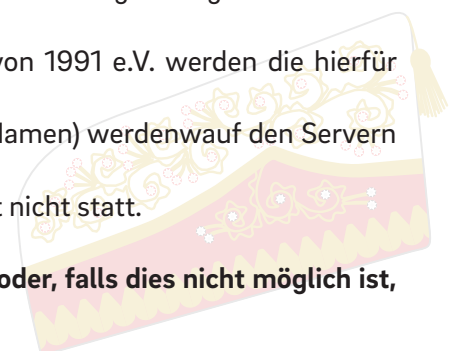 von 1991 e.V. werden die hierfür
Namen) werdenwauf den Servern
t nicht statt.
oder, falls dies nicht möglich ist,